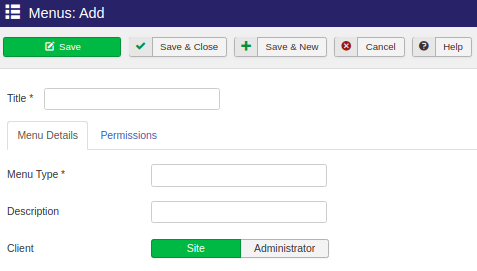 Menus: Add
Save Save & Close Save & New Cancel Help
Title *
Menu Details Permissions
Menu Type *
Description
Client Site Administrator